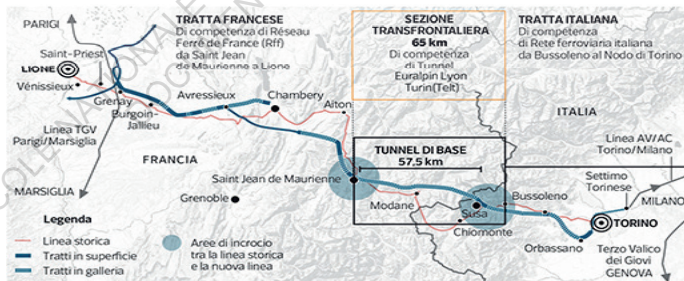 PARIGI
TRATTA FRANCESE
Di competenza di Réseau
Ferré de France (Rff)
da Saint Jean
de Maurienne a Lione
SEZIONE
TRANSFRONTALIERA
65 km
Di competenza
di Tunnel
Euralpin Lyon
Turin(Telt)
TRATTA ITALIANA
Di competenza
di Rete ferroviaria italiana
da Bussoleno al Nodo di Torino
Saint-Priest
LIONE
Vénissieux
Grenay
Burgoin-
Jallieu
Avressieux
Chambery
Aiton
Linea TGV
Parigi/Marsiglia
FRANCIA
ITALIA
TUNNEL DI BASE
57,5 km
Linea AV/AC
Torino/Milano
MARSIGLIA
Saint Jean de Maurienne
Grenoble
Modane
Susa
Chiomonte
Bussoleno
Settimo
Torinese
MILANO
TORINO
Orbassano
Terzo Valico
dei Giovi
GENOVA
Legenda
Linea storica
Tratti in superficie
Tratti in galleria
Aree di incrocio
tra la linea storica
e la nuova linea